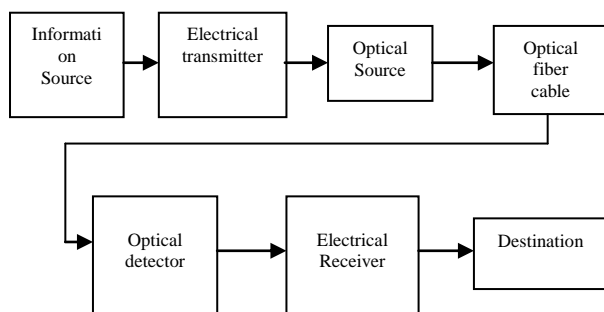 Informati
on
Source
Electrical
transmitter
Optical
Source
Optical
fiber
cable
Optical
detector
Electrical
Receiver
Destination